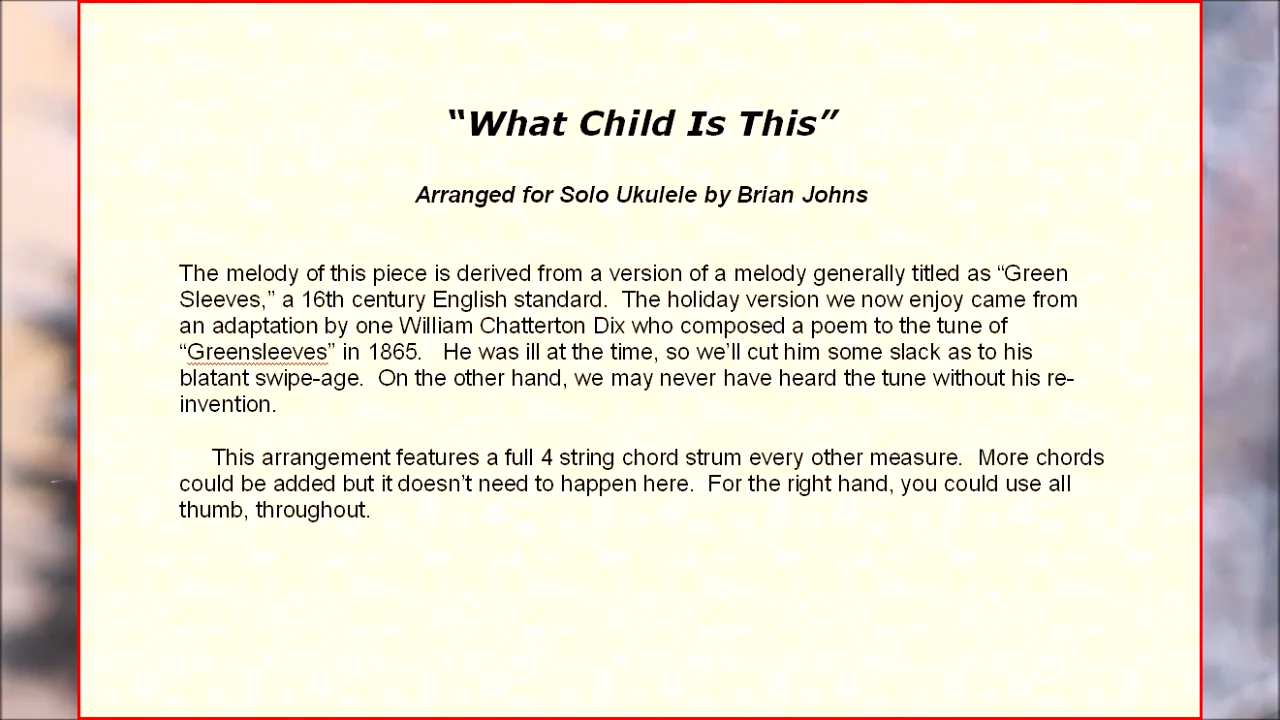 “What Child Is This”
Arranged for Solo Ukulele by Brian Johns
The melody of this piece is derived from a version of a melody generally titled as “Green
Sleeves,” a 16th century English standard.  The holiday version we now enjoy came from
an adaptation by one William Chatterton Dix who composed a poem to the tune of
“Greensleeves” in 1865.   He was ill at the time, so we’ll cut him some slack as to his
blatant swipe-age.  On the other hand, we may never have heard the tune without his re-
invention.
This arrangement features a full 4 string chord strum every other measure.  More chords
could be added but it doesn’t need to happen here.  For the right hand, you could use all
thumb, throughout.